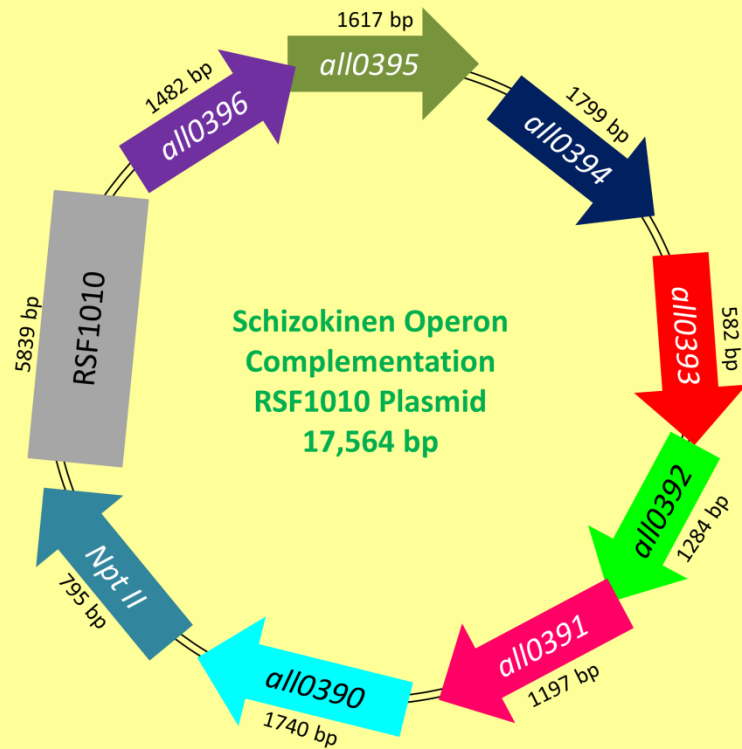 1617 bp
all0395
1482 bp
all0396
1799 bp
all0394
RSF1010
5839 bp
all0393
582 bp
Schizokinen Operon
Complementation
RSF1010 Plasmid
17,564 bp
all0392
1284 bp
Npt II
795 bp
all0391
1197 bp
all0390
1740 bp